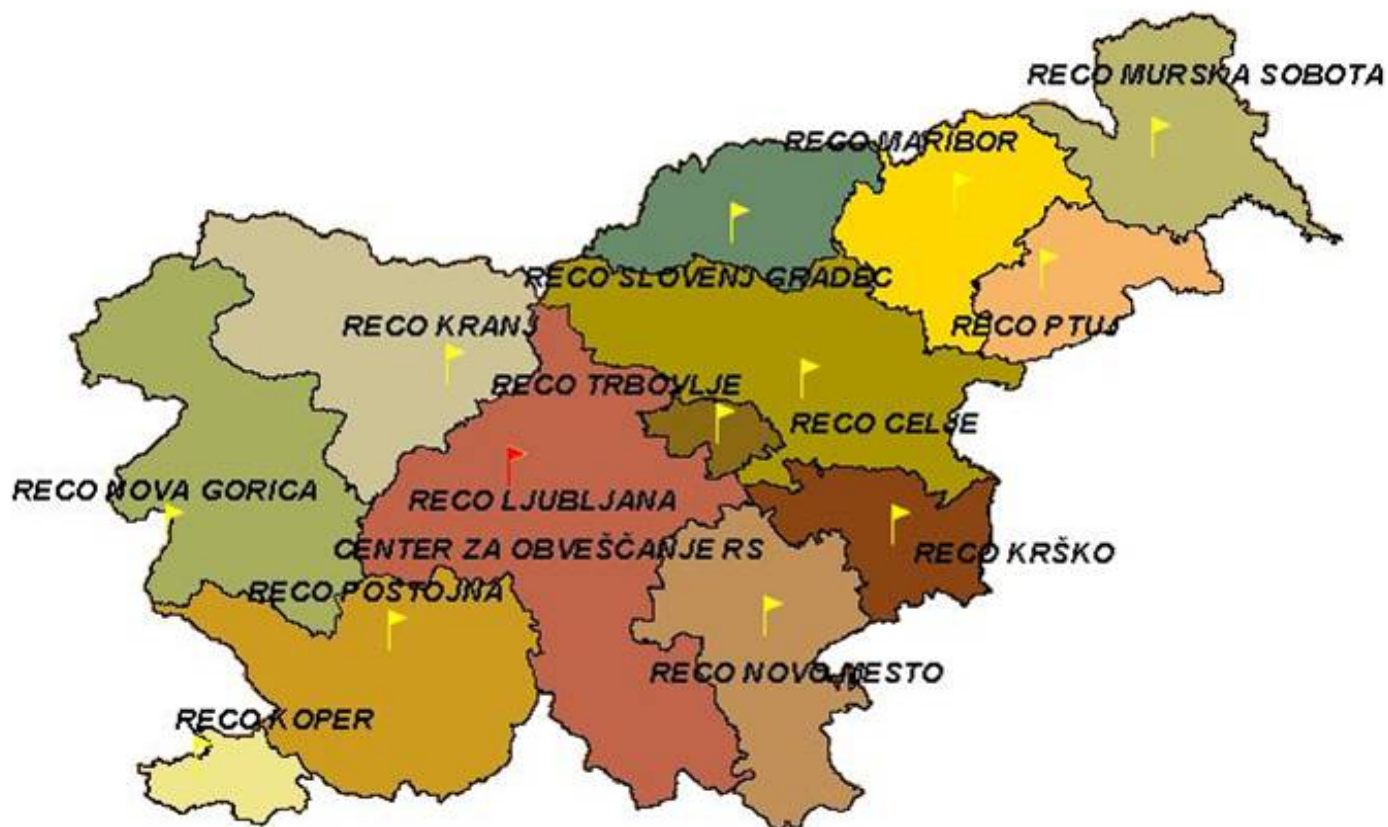 RECO MURSKA SOBOTA
RECO MARIBOR
RECO SLOVENJ GRADEC
RECO KRANJ
RECO PTUJ
RECO TRBOVLJE
RECO CELJE
RECO NOVA GORICA
RECO LJUBLJANA
CENTER ZA OBVEŠČANJE RS
RECO KRŠKO
RECO POSTOJNA
RECO NOVO MESTO
RECO KOPER